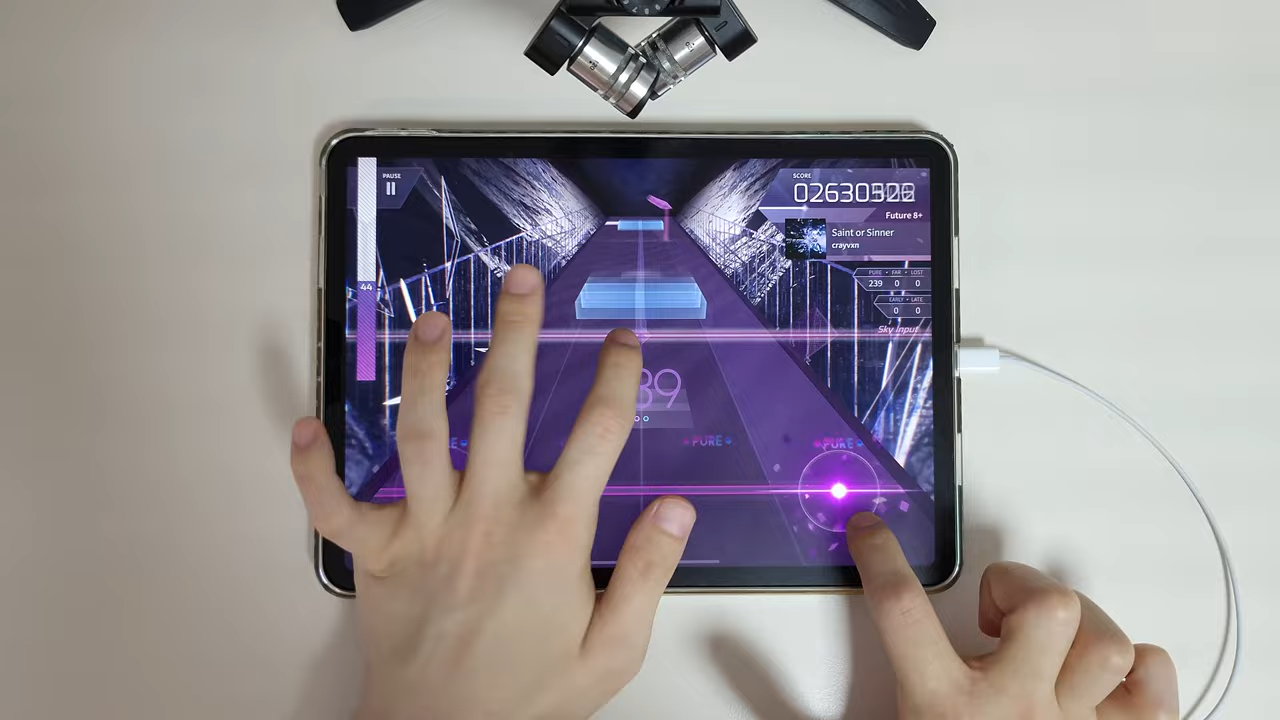 PAUSE
SCORE
Future 8+
Saint or Sinner
crayvxn
44
PURE • FAR • LOST
239 0 0
EARLY • LATE
0 0
Sky Input
39
PURE
PURE